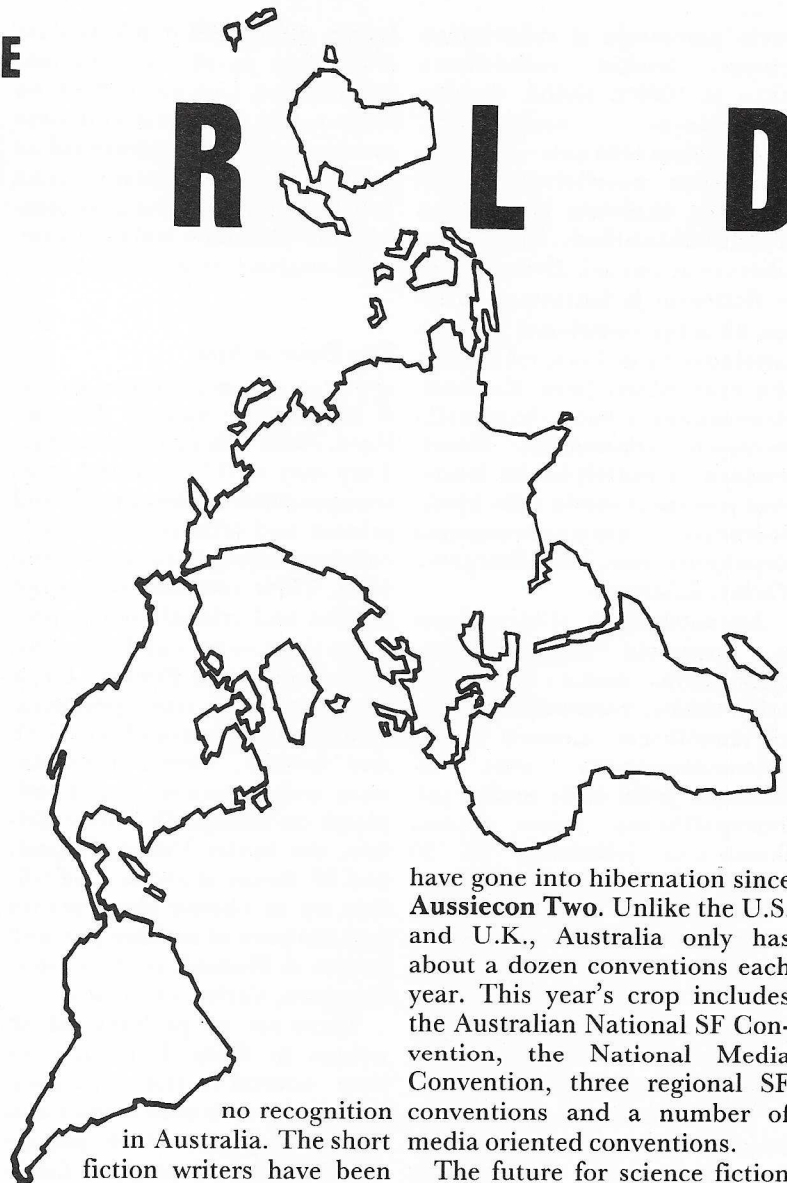 E
R L D
no recognition
in Australia. The short
fiction writers have been
have gone into hibernation since
Aussiecon Two. Unlike the U.S.
and U.K., Australia only has
about a dozen conventions each
year. This year's crop includes
the Australian National SF Con-
vention, the National Media
Convention, three regional SF
conventions and a number of
media oriented conventions.
The future for science fiction